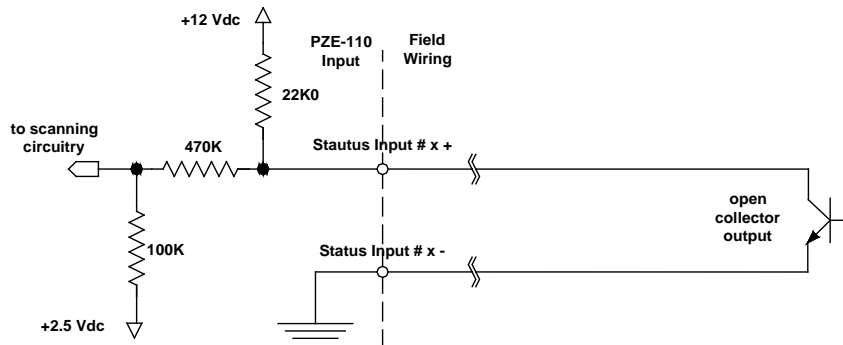 +12 Vdc
PZE-110
Input
Field
Wiring
22K0
to scanning
circuitry
470K
Stautus Input # x +
open
collector
output
100K
Status Input # x -
+2.5 Vdc